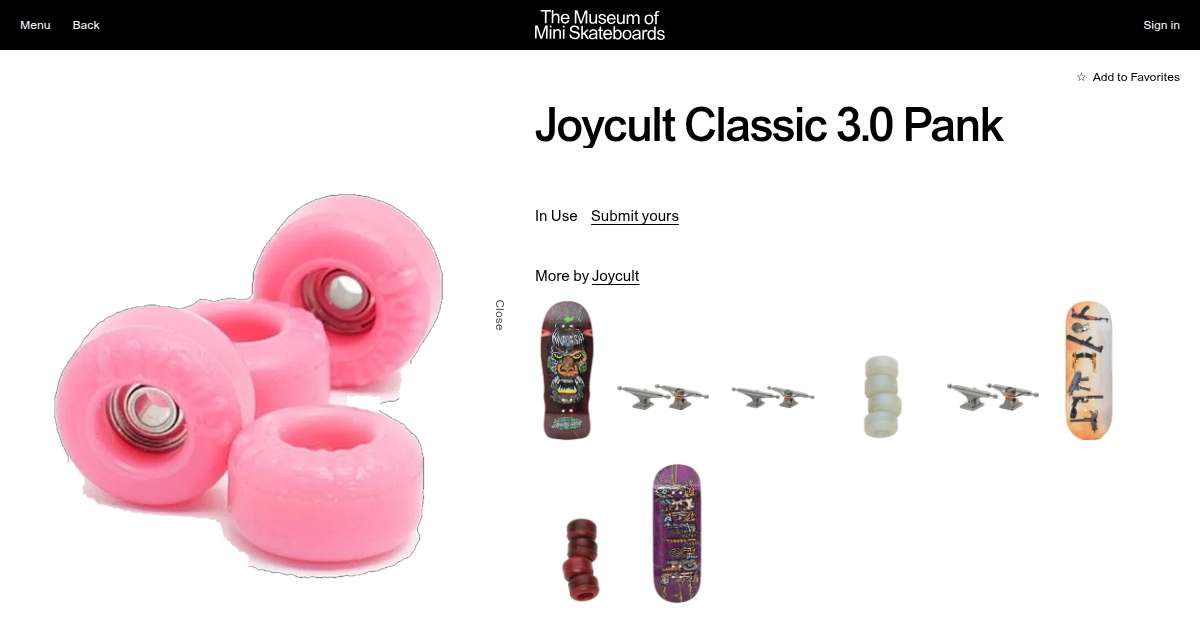 Menu
Back
The Museum of
Mini Skateboards
Sign in
☆ Add to Favorites
Joycult Classic 3.0 Pank
In Use
Submit yours
More by Joycult
Close